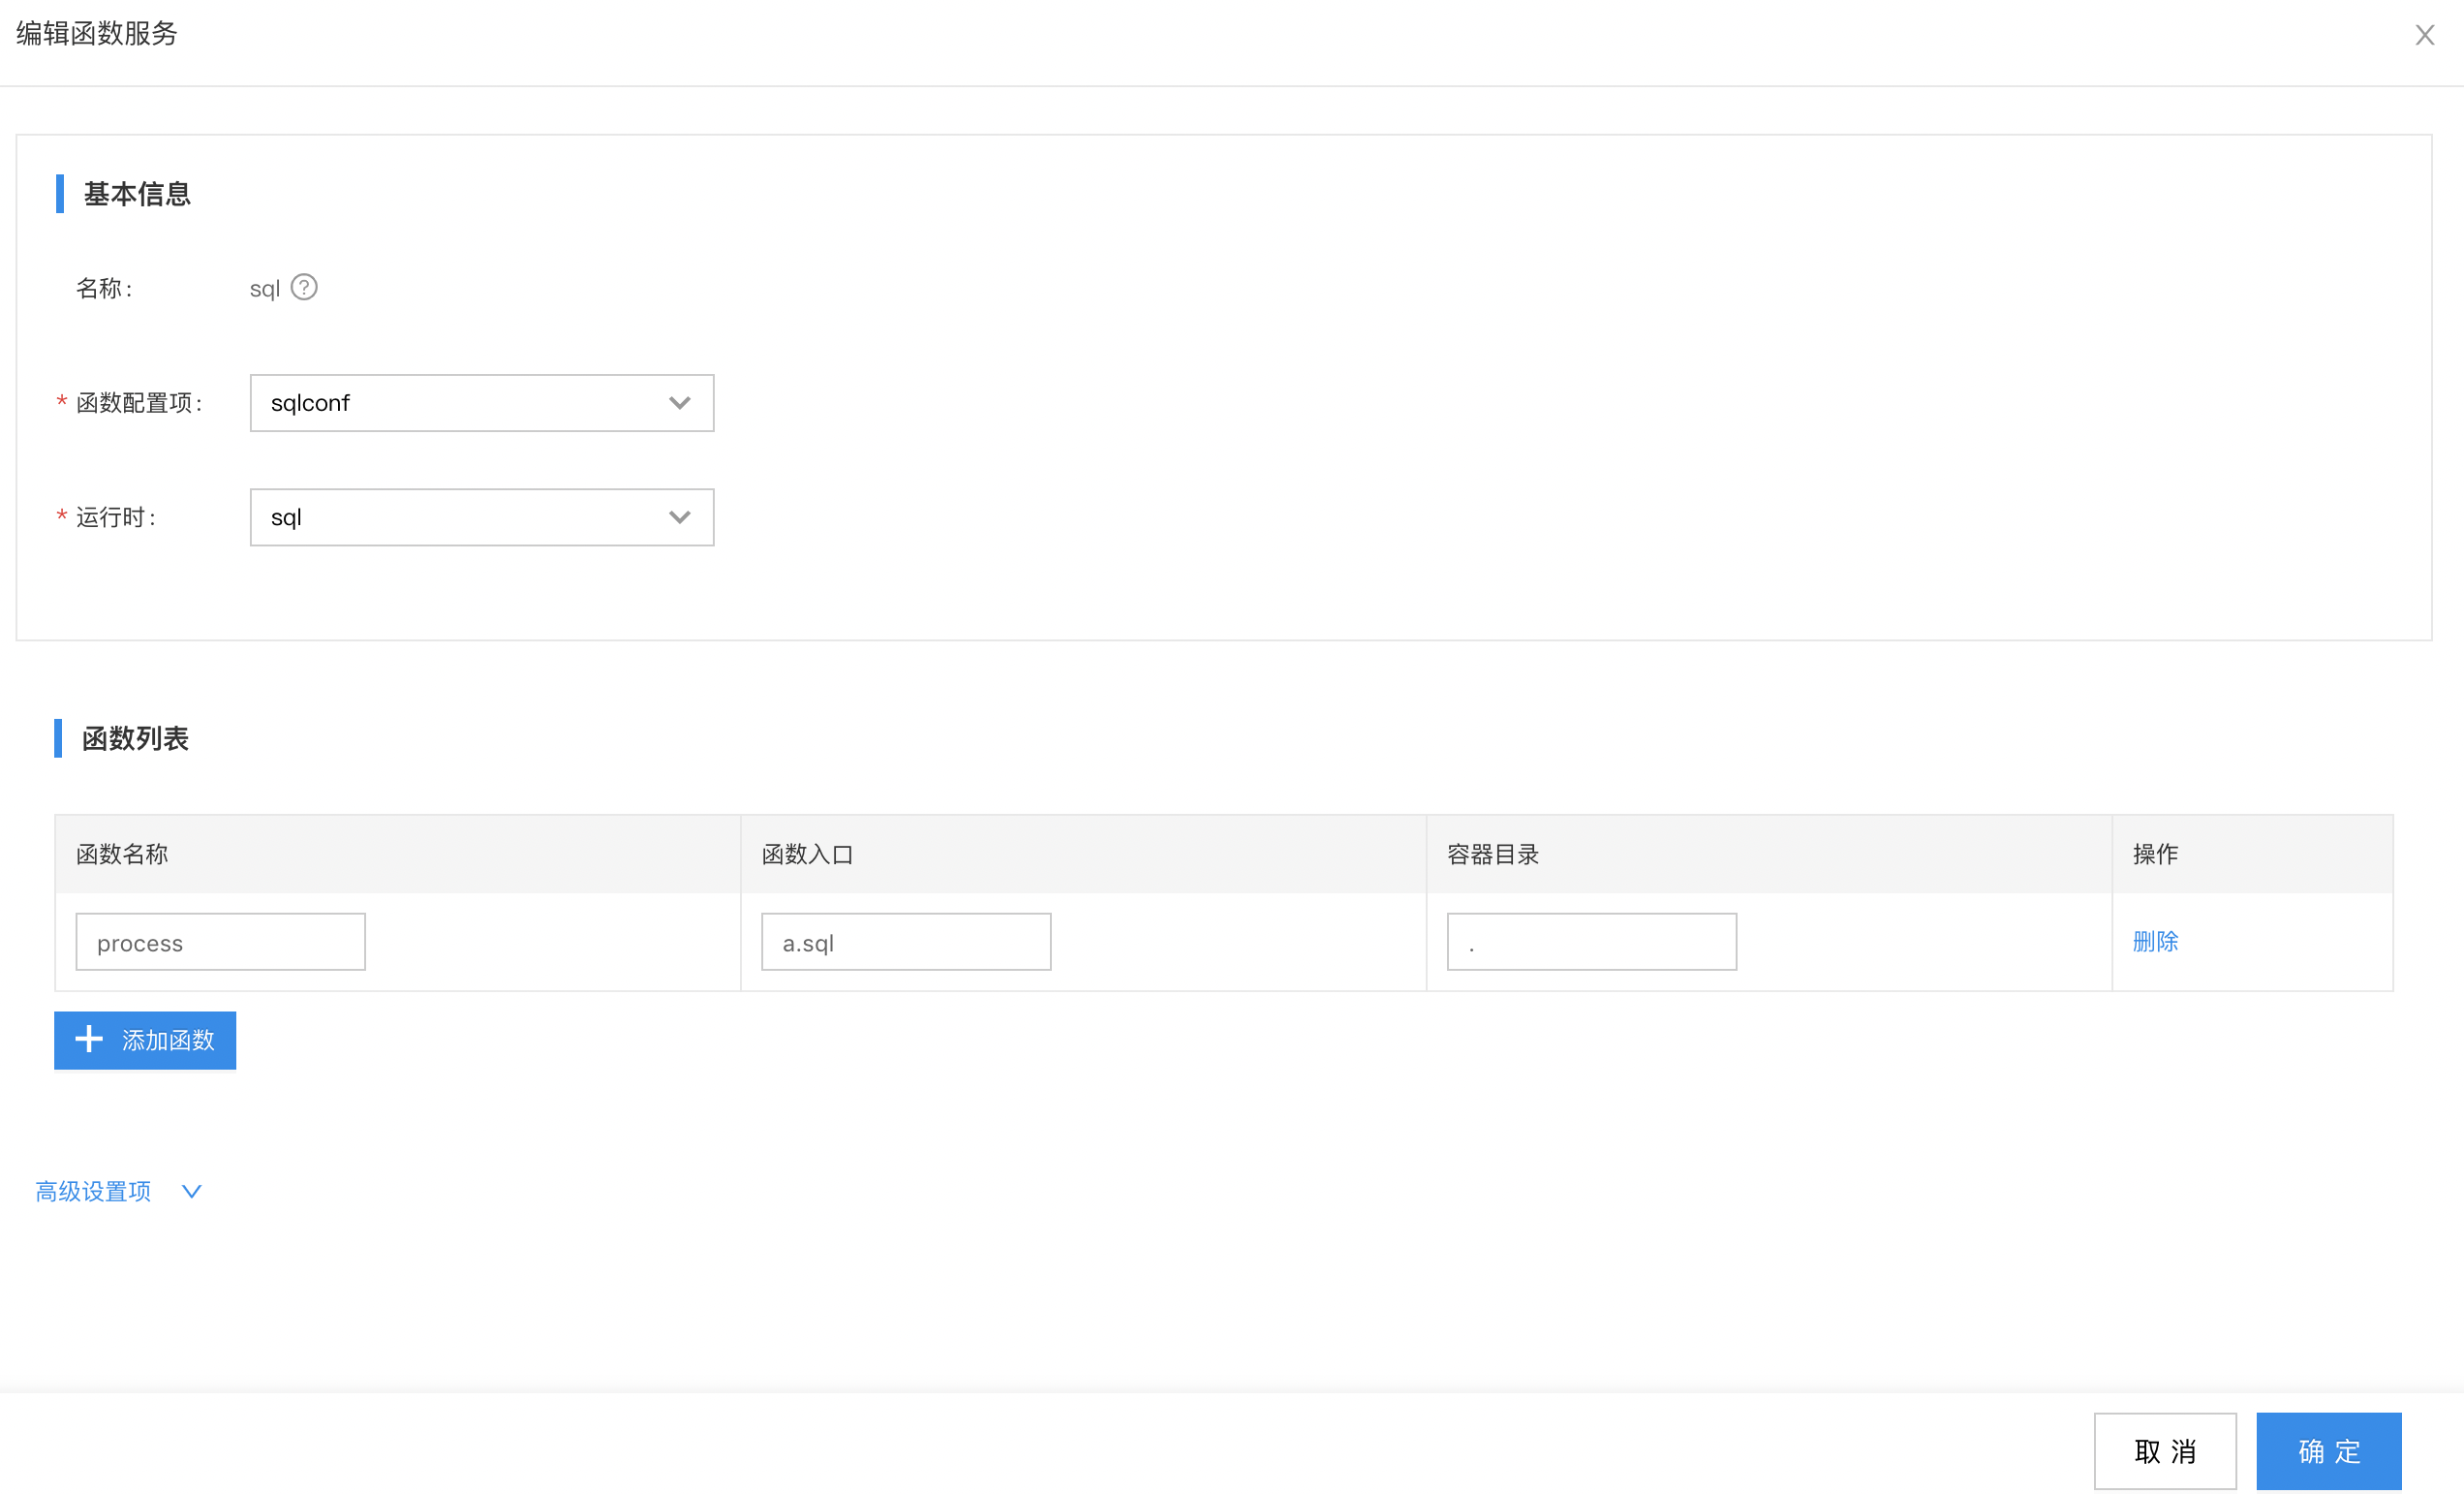 编辑函数服务
基本信息
名称: sql
* 函数配置项: sqlconf
* 运行时: sql
函数列表
函数名称 函数入口 容器目录 操作
process a.sql . 删除
添加函数
高级设置项
取 消 确 定